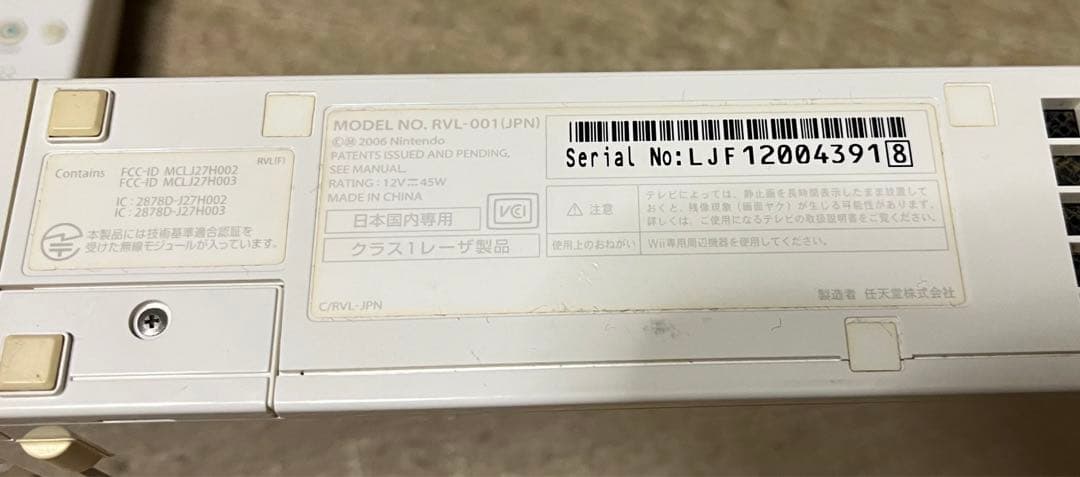 Contains
FCC-ID MCLJ27H002
FCC-ID MCLJ27H003
RVL(F)
IC : 2878D-J27H002
IC : 2878D-J27H003
本製品には技術基準適合認証を
受けた無線モジュールが入っています。
MODEL NO. RVL-001(JPN)
©Ⓜ 2006 Nintendo
PATENTS ISSUED AND PENDING,
SEE MANUAL.
RATING : 12V⎓45W
MADE IN CHINA
日本国内専用
VCCI
クラス1レーザ製品
C/RVL-JPN
Serial No:LJF120043918
⚠ 注意
テレビによっては、静止画を長時間表示したまま放置して
おくと、残像現象（画面ヤケ）が生じる可能性があります。
詳しくは、ご使用になるテレビの取扱説明書をご覧ください。
使用上のおねがい
Wii専用周辺機器を使用してください。
製造者 任天堂株式会社